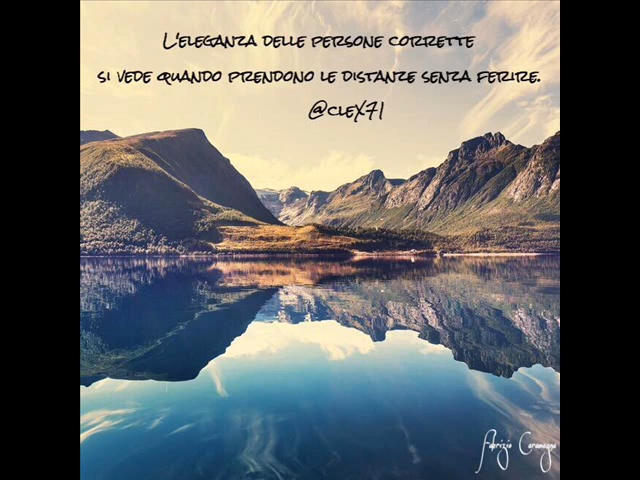 L'eleganza delle persone corrette
si vede quando prendono le distanze senza ferire.
@cleX71
Fabrizio Caramagna